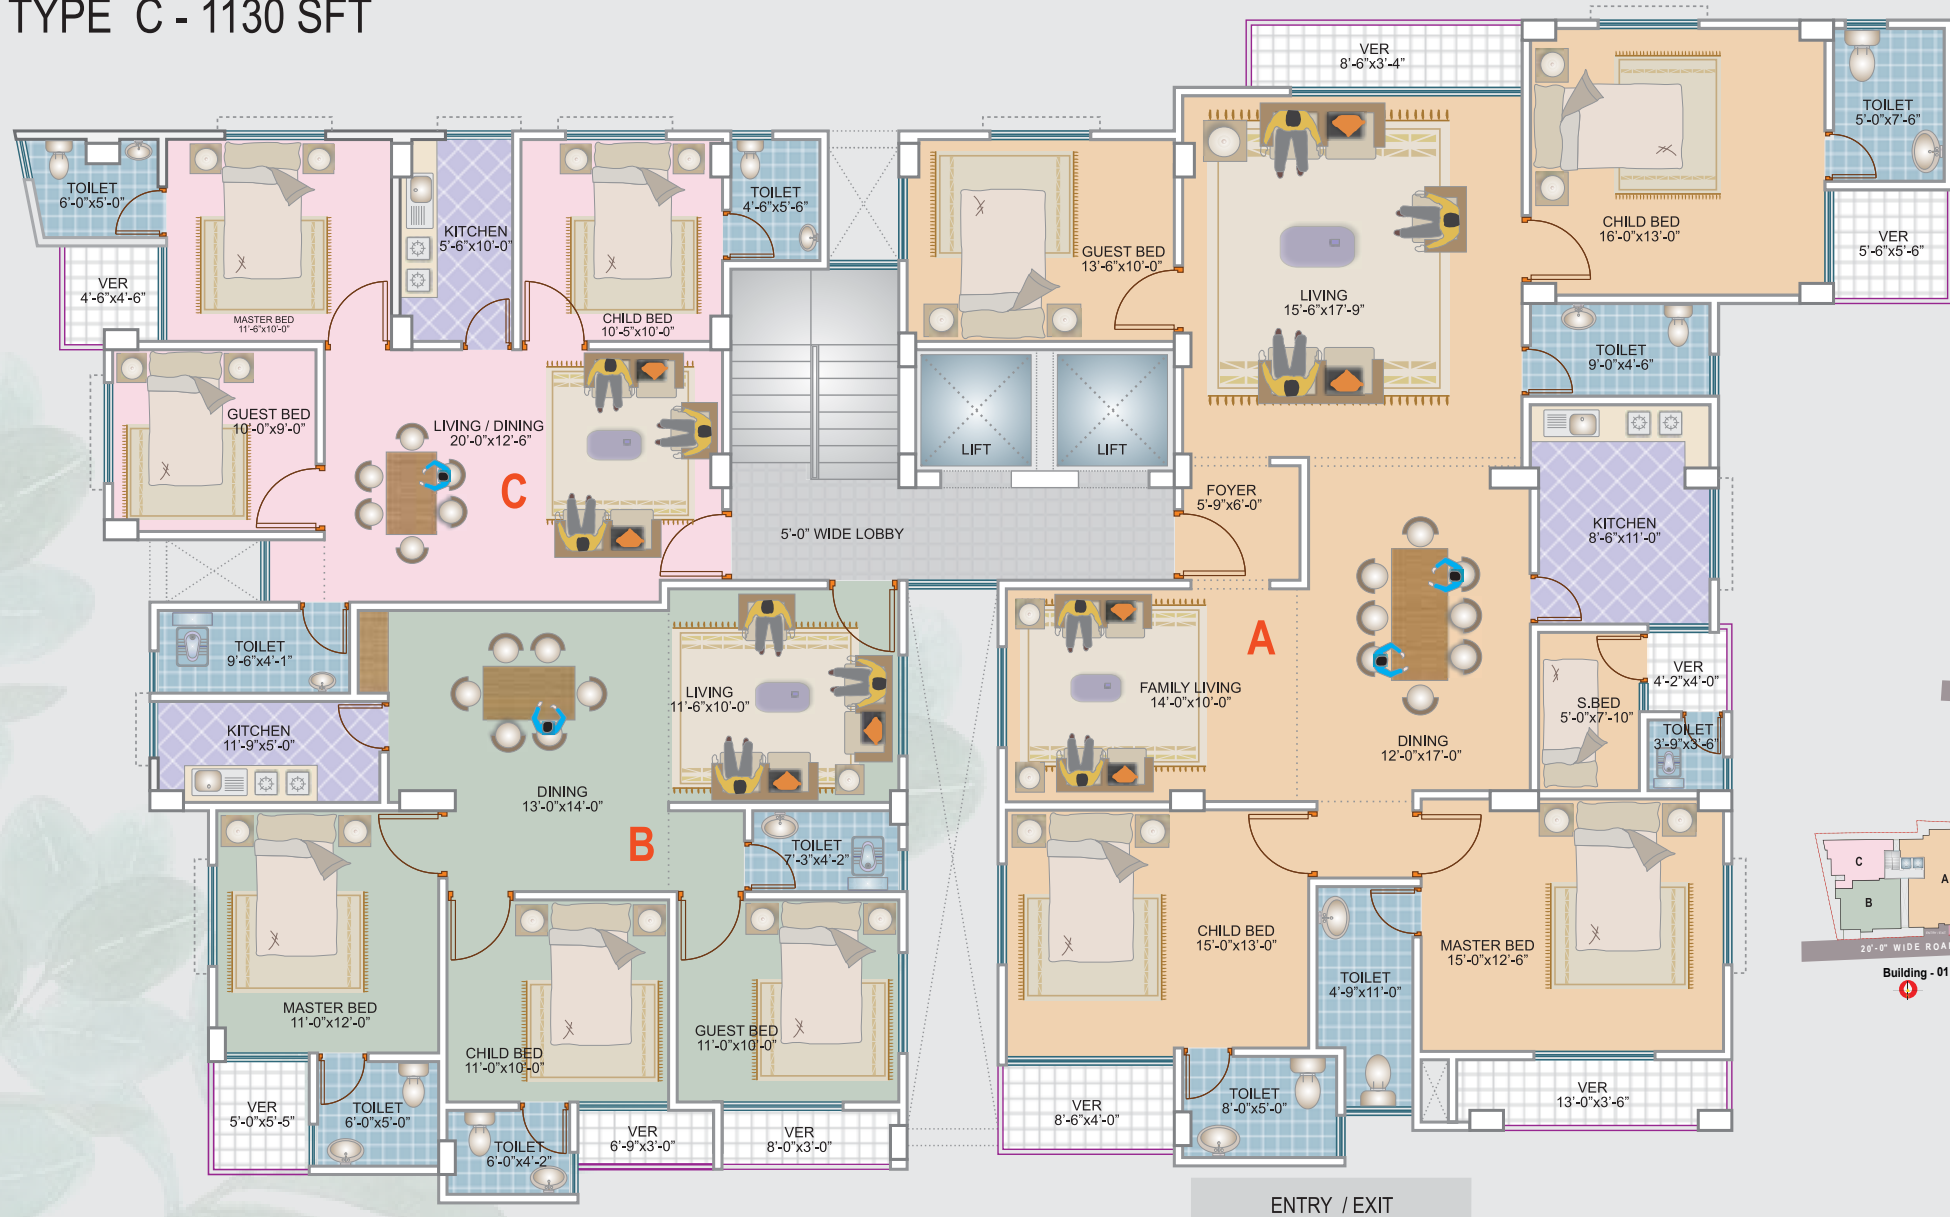 TYPE C - 1130 SFT
VER
8'-6"x3'-4"
TOILET
5'-0"x7'-6"
CHILD BED
16'-0"x13'-0"
VER
5'-6"x5'-6"
TOILET
6'-0"x5'-0"
VER
4'-6"x4'-6"
MASTER BED
11'-6"x10'-0"
KITCHEN
5'-6"x10'-0"
CHILD BED
10'-5"x10'-0"
TOILET
4'-6"x5'-6"
GUEST BED
13'-6"x10'-0"
LIVING
15'-6"x17'-9"
TOILET
9'-0"x4'-6"
GUEST BED
10'-0"x9'-0"
LIVING / DINING
20'-0"x12'-6"
C
LIFT
LIFT
FOYER
5'-9"x6'-0"
5'-0" WIDE LOBBY
KITCHEN
8'-6"x11'-0"
TOILET
9'-6"x4'-1"
KITCHEN
11'-9"x5'-0"
LIVING
11'-6"x10'-0"
DINING
13'-0"x14'-0"
B
TOILET
7'-3"x4'-2"
A
FAMILY LIVING
14'-0"x10'-0"
DINING
12'-0"x17'-0"
S.BED
5'-0"x7'-10"
VER
4'-2"x4'-0"
TOILET
3'-9"x3'-6"
MASTER BED
11'-0"x12'-0"
CHILD BED
11'-0"x10'-0"
GUEST BED
11'-0"x10'-0"
CHILD BED
15'-0"x13'-0"
TOILET
4'-9"x11'-0"
MASTER BED
15'-0"x12'-6"
VER
5'-0"x5'-5"
TOILET
6'-0"x5'-0"
TOILET
6'-0"x4'-2"
VER
6'-9"x3'-0"
VER
8'-0"x3'-0"
VER
8'-6"x4'-0"
TOILET
8'-0"x5'-0"
VER
13'-0"x3'-6"
C
A
B
20'-0" WIDE ROA
Building - 01
ENTRY / EXIT